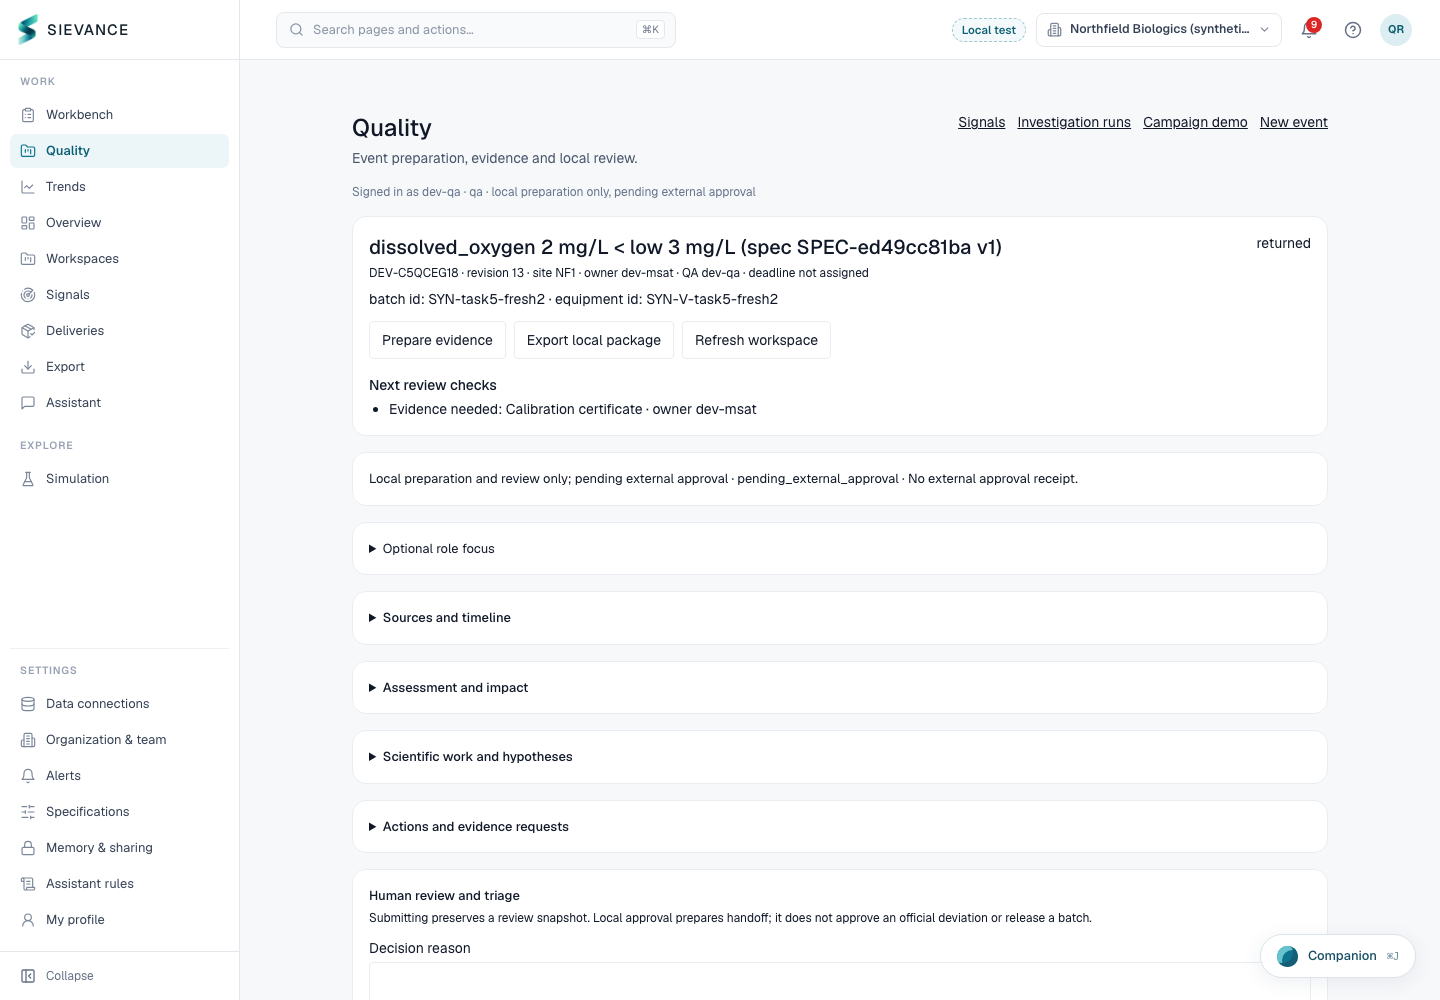 SIEVANCE
Search pages and actions...
⌘K
Local test
Northfield Biologics (syntheti...
9
QR
WORK
Workbench
Quality
Trends
Overview
Workspaces
Signals
Deliveries
Export
Assistant
EXPLORE
Simulation
SETTINGS
Data connections
Organization & team
Alerts
Specifications
Memory & sharing
Assistant rules
My profile
Collapse
Quality
Signals Investigation runs Campaign demo New event
Event preparation, evidence and local review.
Signed in as dev-qa · qa · local preparation only, pending external approval
dissolved_oxygen 2 mg/L < low 3 mg/L (spec SPEC-ed49cc81ba v1)
returned
DEV-C5QCEG18 · revision 13 · site NF1 · owner dev-msat · QA dev-qa · deadline not assigned
batch id: SYN-task5-fresh2 · equipment id: SYN-V-task5-fresh2
Prepare evidence
Export local package
Refresh workspace
Next review checks
• Evidence needed: Calibration certificate · owner dev-msat
Local preparation and review only; pending external approval · pending_external_approval · No external approval receipt.
Optional role focus
Sources and timeline
Assessment and impact
Scientific work and hypotheses
Actions and evidence requests
Human review and triage
Submitting preserves a review snapshot. Local approval prepares handoff; it does not approve an official deviation or release a batch.
Decision reason
Companion ⌘J